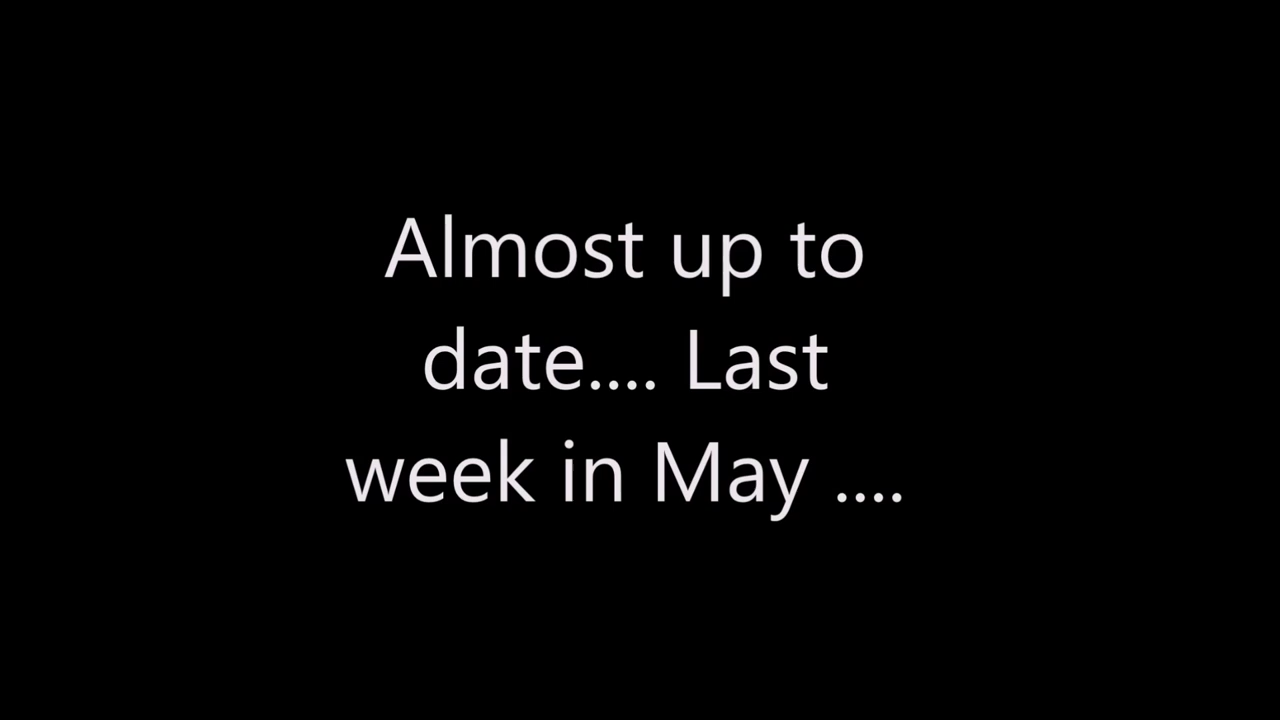 Almost up to
date.... Last
week in May ....